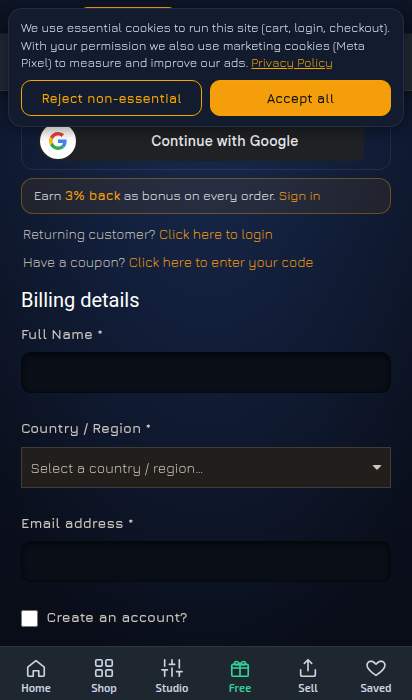 We use essential cookies to run this site (cart, login, checkout).
With your permission we also use marketing cookies (Meta
Pixel) to measure and improve our ads. Privacy Policy
Reject non-essential
Accept all
Continue with Google
Earn 3% back as bonus on every order. Sign in
Returning customer? Click here to login
Have a coupon? Click here to enter your code
Billing details
Full Name *
Country / Region *
Select a country / region...
Email address *
Create an account?
Home
Shop
Studio
Free
Sell
Saved